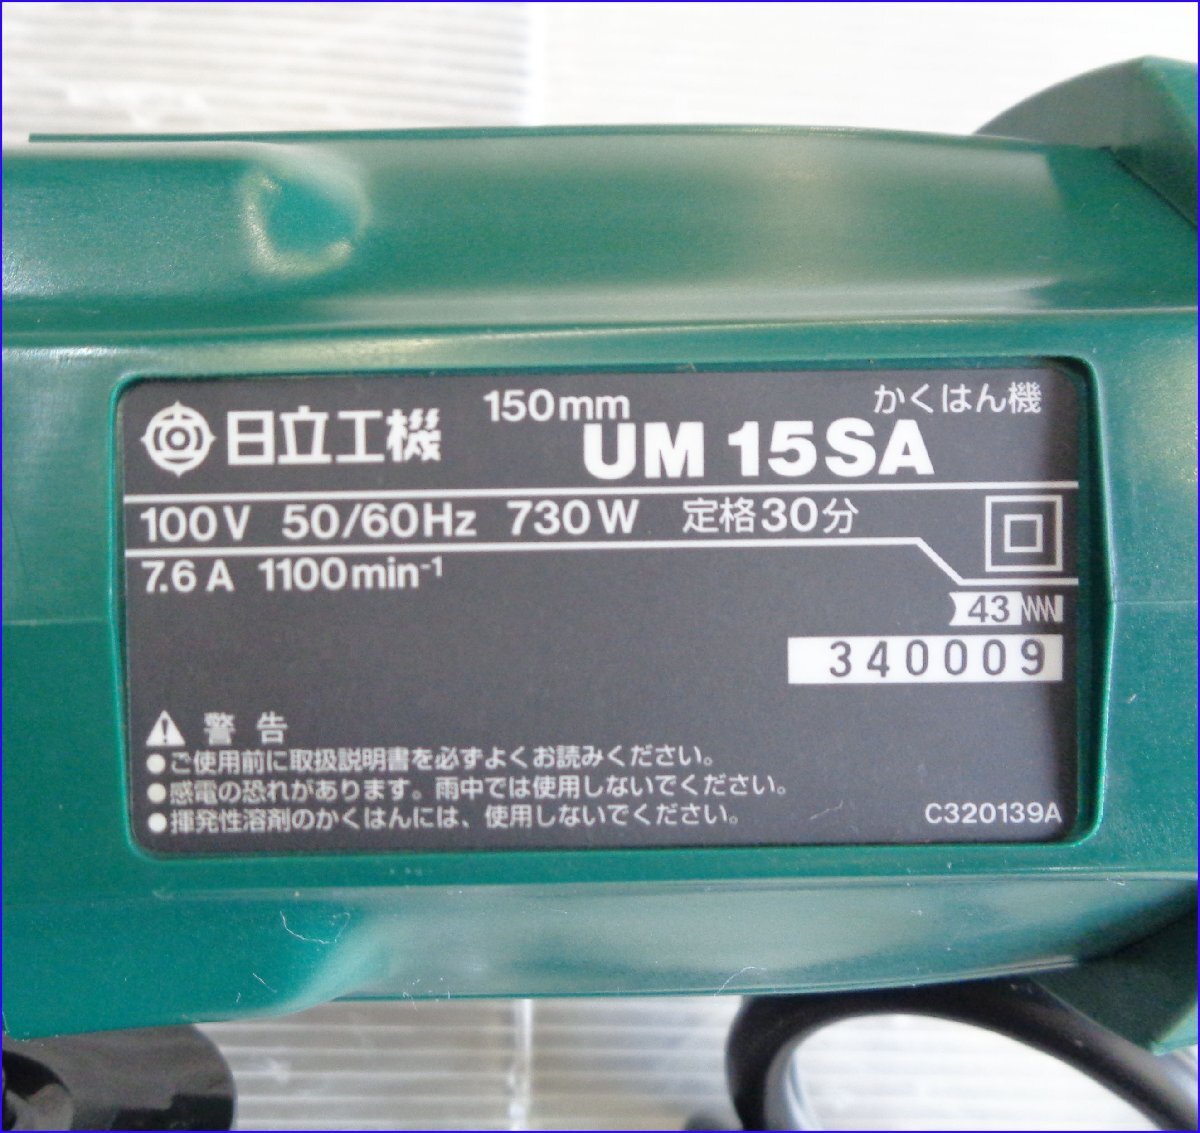 日立工機 150mm かくはん機
UM 15SA
100V 50/60Hz 730W 定格30分
7.6A 1100min⁻¹
43
340009
警告
●ご使用前に取扱説明書を必ずよくお読みください。
●感電の恐れがあります。雨中では使用しないでください。
●揮発性溶剤のかくはんには、使用しないでください。
C320139A